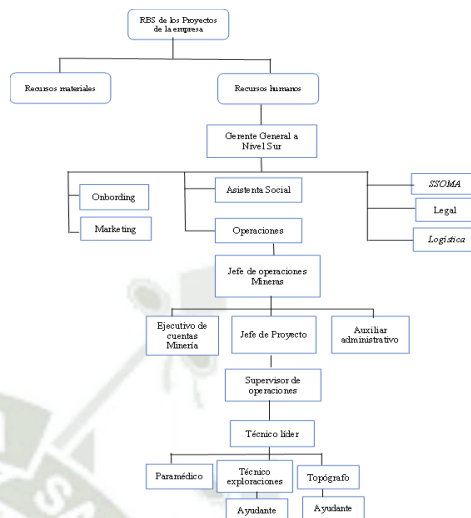 RBS de los Proyectos
de la empresa
Recursos materiales
Recursos humanos
Gerente General a
Nivel Sur
Onbording
Asistenta Social
SSOMA
Legal
Marketing
Operaciones
Logística
Jefe de operaciones
Mineras
Ejecutivo de
cuentas
Minería
Jefe de Proyecto
Auxiliar
administrativo
Supervisor de
operaciones
Técnico líder
Paramédico
Técnico
exploraciones
Topógrafo
Ayudante
Ayudante